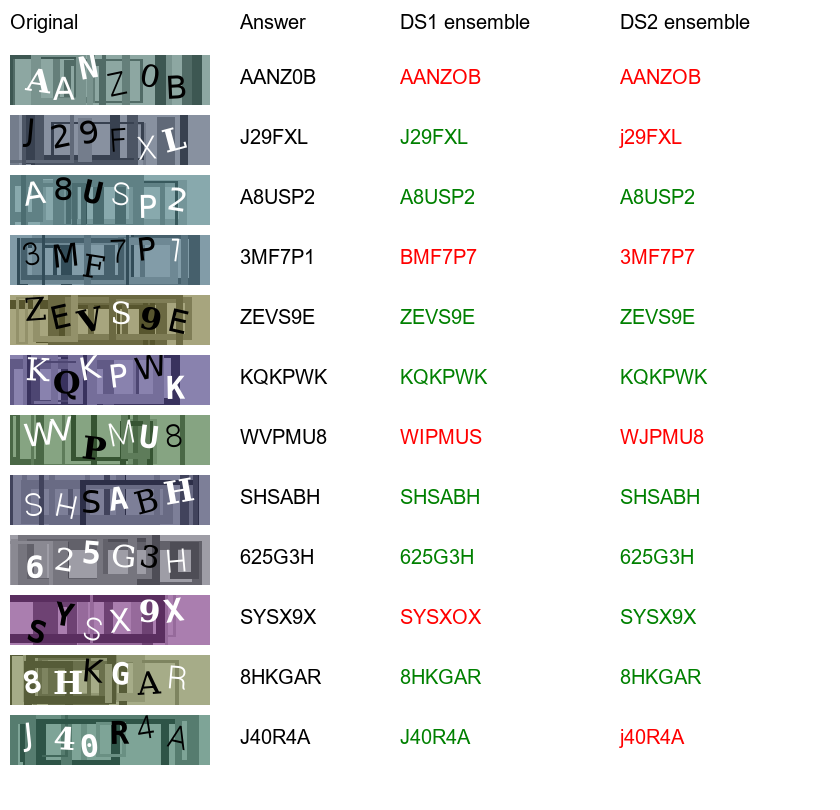 Original Answer DS1 ensemble DS2 ensemble
AANZ0B AANZ0B AANZOB AANZOB
J29FXL J29FXL J29FXL j29FXL
A8USP2 A8USP2 A8USP2 A8USP2
3MF7P1 3MF7P1 BMF7P7 3MF7P7
ZEVS9E ZEVS9E ZEVS9E ZEVS9E
KQKPWK KQKPWK KQKPWK KQKPWK
WVPMU8 WVPMU8 WIPMUS WJPMU8
SHSABH SHSABH SHSABH SHSABH
625G3H 625G3H 625G3H 625G3H
SYSX9X SYSX9X SYSXOX SYSX9X
8HKGAR 8HKGAR 8HKGAR 8HKGAR
J40R4A J40R4A J40R4A j40R4A